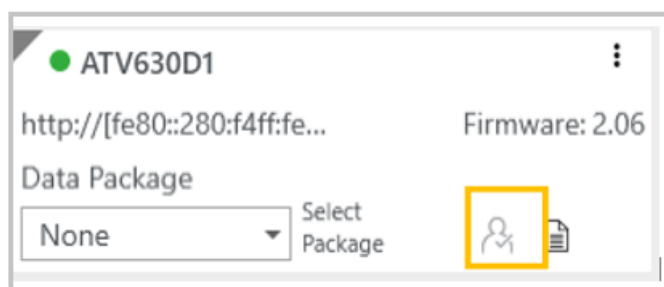 ATV630D1
http://[fe80::280:f4ff:fe...
Firmware: 2.06
Data Package
None
Select
Package